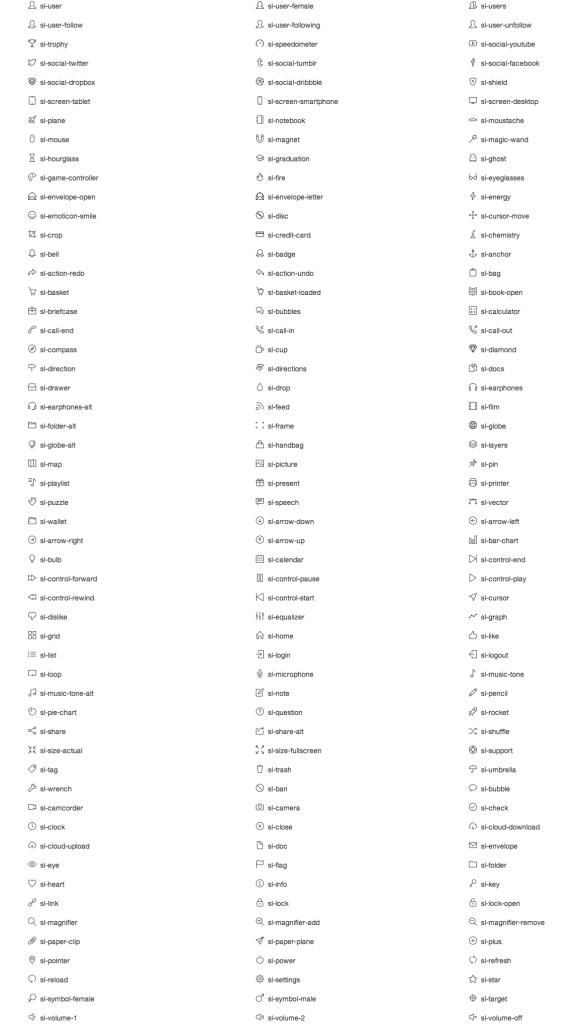 sl-user sl-user-female sl-users
sl-user-follow sl-user-following sl-user-unfollow
sl-trophy sl-speedometer sl-social-youtube
sl-social-twitter sl-social-tumblr sl-social-facebook
sl-social-dropbox sl-social-dribbble sl-shield
sl-screen-tablet sl-screen-smartphone sl-screen-desktop
sl-plane sl-notebook sl-moustache
sl-mouse sl-magnet sl-magic-wand
sl-hourglass sl-graduation sl-ghost
sl-game-controller sl-fire sl-eyeglasses
sl-envelope-open sl-envelope-letter sl-energy
sl-emoticon-smile sl-disc sl-cursor-move
sl-crop sl-credit-card sl-chemistry
sl-bell sl-badge sl-anchor
sl-action-redo sl-action-undo sl-bag
sl-basket sl-basket-loaded sl-book-open
sl-briefcase sl-bubbles sl-calculator
sl-call-end sl-call-in sl-call-out
sl-compass sl-cup sl-diamond
sl-direction sl-directions sl-docs
sl-drawer sl-drop sl-earphones
sl-earphones-alt sl-feed sl-film
sl-folder-alt sl-frame sl-globe
sl-globe-alt sl-handbag sl-layers
sl-map sl-picture sl-pin
sl-playlist sl-present sl-printer
sl-puzzle sl-speech sl-vector
sl-wallet sl-arrow-down sl-arrow-left
sl-arrow-right sl-arrow-up sl-bar-chart
sl-bulb sl-calendar sl-control-end
sl-control-forward sl-control-pause sl-control-play
sl-control-rewind sl-control-start sl-cursor
sl-dislike sl-equalizer sl-graph
sl-grid sl-home sl-like
sl-list sl-login sl-logout
sl-loop sl-microphone sl-music-tone
sl-music-tone-alt sl-note sl-pencil
sl-pie-chart sl-question sl-rocket
sl-share sl-share-alt sl-shuffle
sl-size-actual sl-size-fullscreen sl-support
sl-tag sl-trash sl-umbrella
sl-wrench sl-ban sl-bubble
sl-camcorder sl-camera sl-check
sl-clock sl-close sl-cloud-download
sl-cloud-upload sl-doc sl-envelope
sl-eye sl-flag sl-folder
sl-heart sl-info sl-key
sl-link sl-lock sl-lock-open
sl-magnifier sl-magnifier-add sl-magnifier-remove
sl-paper-clip sl-paper-plane sl-plus
sl-pointer sl-power sl-refresh
sl-reload sl-settings sl-star
sl-symbol-female sl-symbol-male sl-target
sl-volume-1 sl-volume-2 sl-volume-off